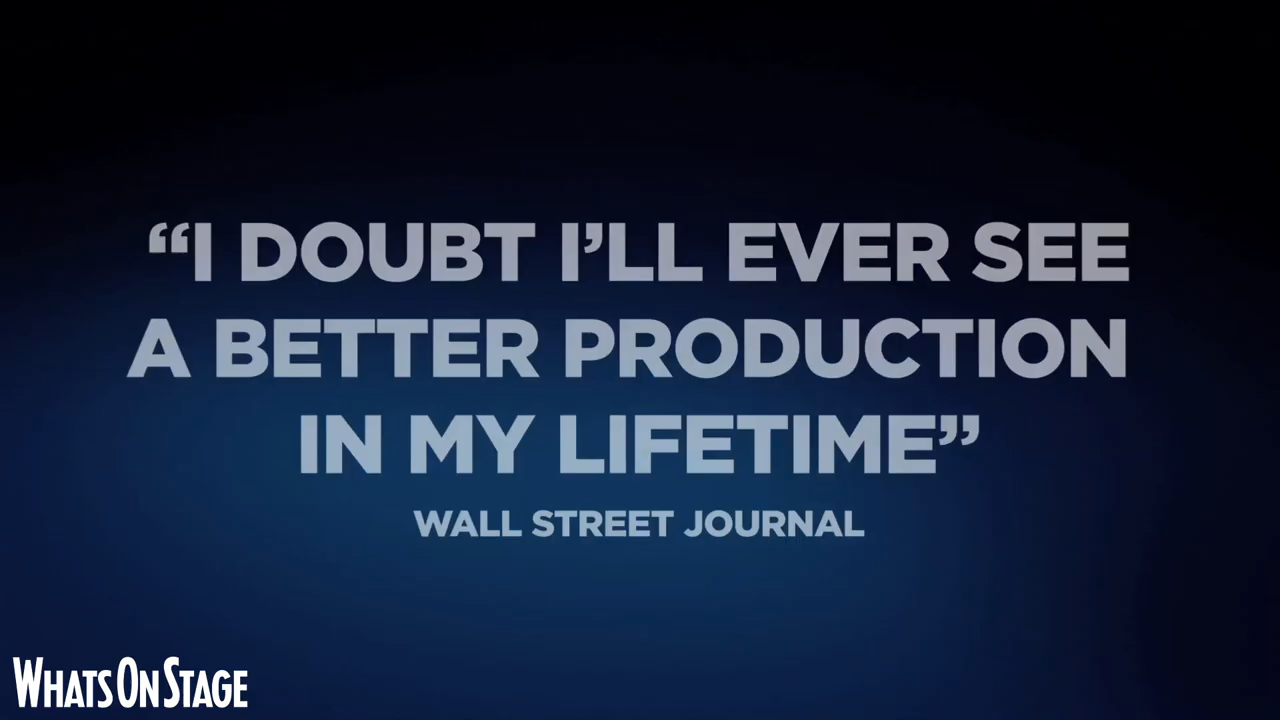 “I DOUBT I’LL EVER SEE
A BETTER PRODUCTION
IN MY LIFETIME”
WALL STREET JOURNAL
WHATSONSTAGE